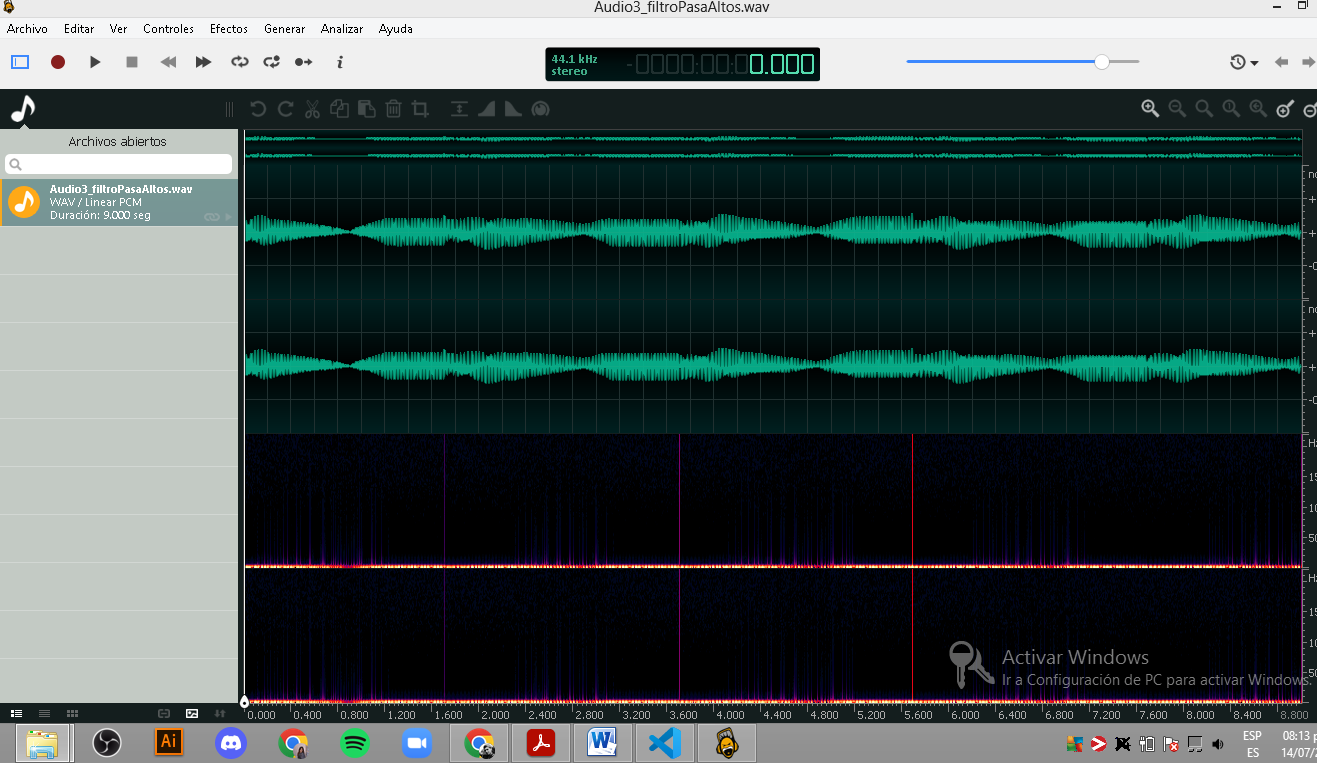 Audio3_filtroPasaAltos.wav
Archivo Editar Ver Controles Efectos Generar Analizar Ayuda
44.1 kHz
stereo
-0000:00:00.000
Archivos abiertos
Audio3_filtroPasaAltos.wav
WAV / Linear PCM
Duración: 9.000 seg
Activar Windows
Ir a Configuración de PC para activar Windows.
0.000 0.400 0.800 1.200 1.600 2.000 2.400 2.800 3.200 3.600 4.000 4.400 4.800 5.200 5.600 6.000 6.400 6.800 7.200 7.600 8.000 8.400 8.800
Ai
ESP
ES
08:13
14/07/